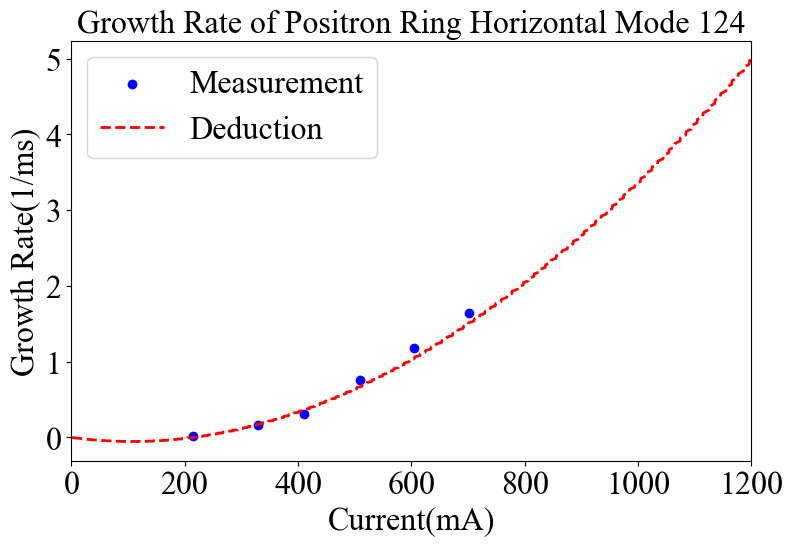 Growth Rate of Positron Ring Horizontal Mode 124
Measurement
Deduction
Growth Rate(1/ms)
5
4
3
2
1
0
0 200 400 600 800 1000 1200
Current(mA)